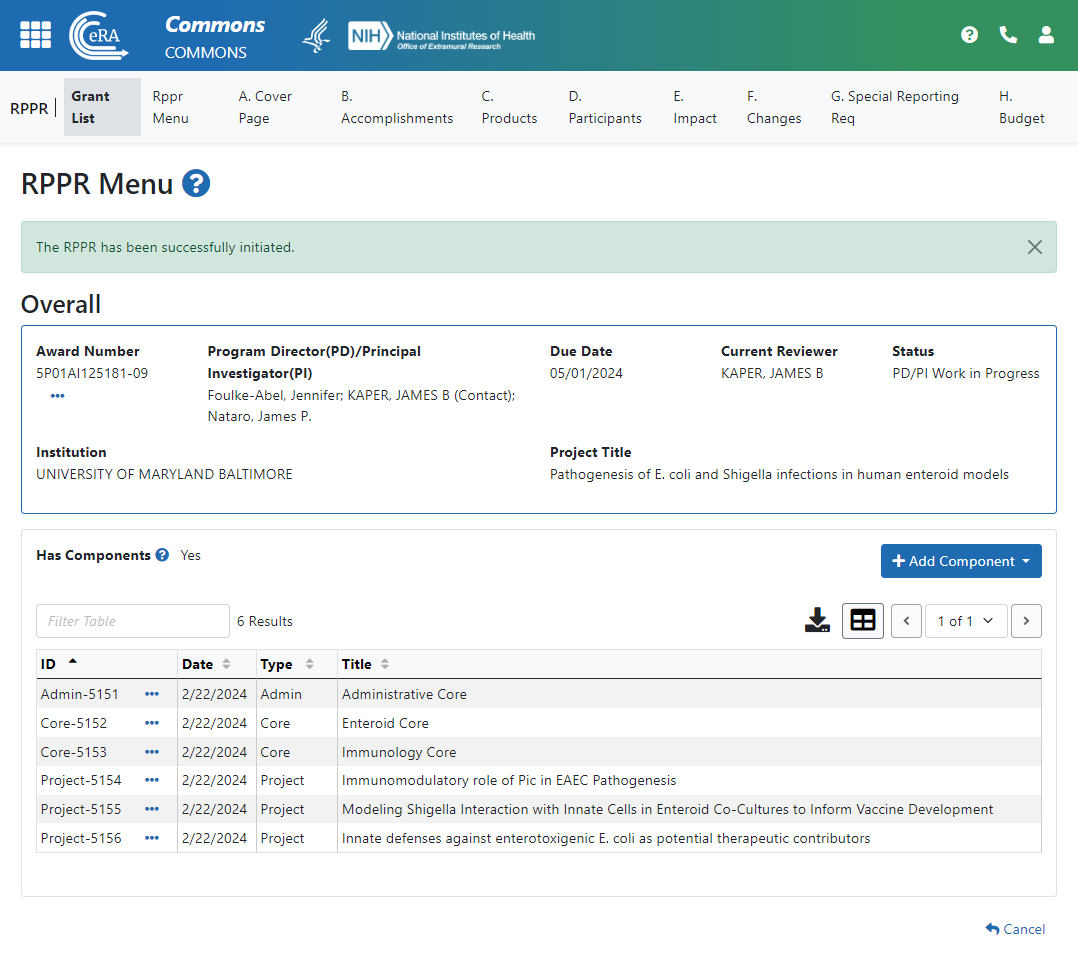 eRA
Commons
COMMONS
NIH National Institutes of Health
Office of Extramural Research
?
RPPR
Grant List
Rppr Menu
A. Cover Page
B. Accomplishments
C. Products
D. Participants
E. Impact
F. Changes
G. Special Reporting Req
H. Budget
RPPR Menu ?
The RPPR has been successfully initiated.
Overall
Award Number
5P01AI125181-09
•••
Program Director(PD)/Principal
Investigator(PI)
Foulke-Abel, Jennifer; KAPER, JAMES B (Contact);
Nataro, James P.
Due Date
05/01/2024
Current Reviewer
KAPER, JAMES B
Status
PD/PI Work in Progress
Institution
UNIVERSITY OF MARYLAND BALTIMORE
Project Title
Pathogenesis of E. coli and Shigella infections in human enteroid models
Has Components ? Yes
Add Component
Filter Table
6 Results
1 of 1
ID Date Type Title
Admin-5151 ••• 2/22/2024 Admin Administrative Core
Core-5152 ••• 2/22/2024 Core Enteroid Core
Core-5153 ••• 2/22/2024 Core Immunology Core
Project-5154 ••• 2/22/2024 Project Immunomodulatory role of Pic in EAEC Pathogenesis
Project-5155 ••• 2/22/2024 Project Modeling Shigella Interaction with Innate Cells in Enteroid Co-Cultures to Inform Vaccine Development
Project-5156 ••• 2/22/2024 Project Innate defenses against enterotoxigenic E. coli as potential therapeutic contributors
Cancel